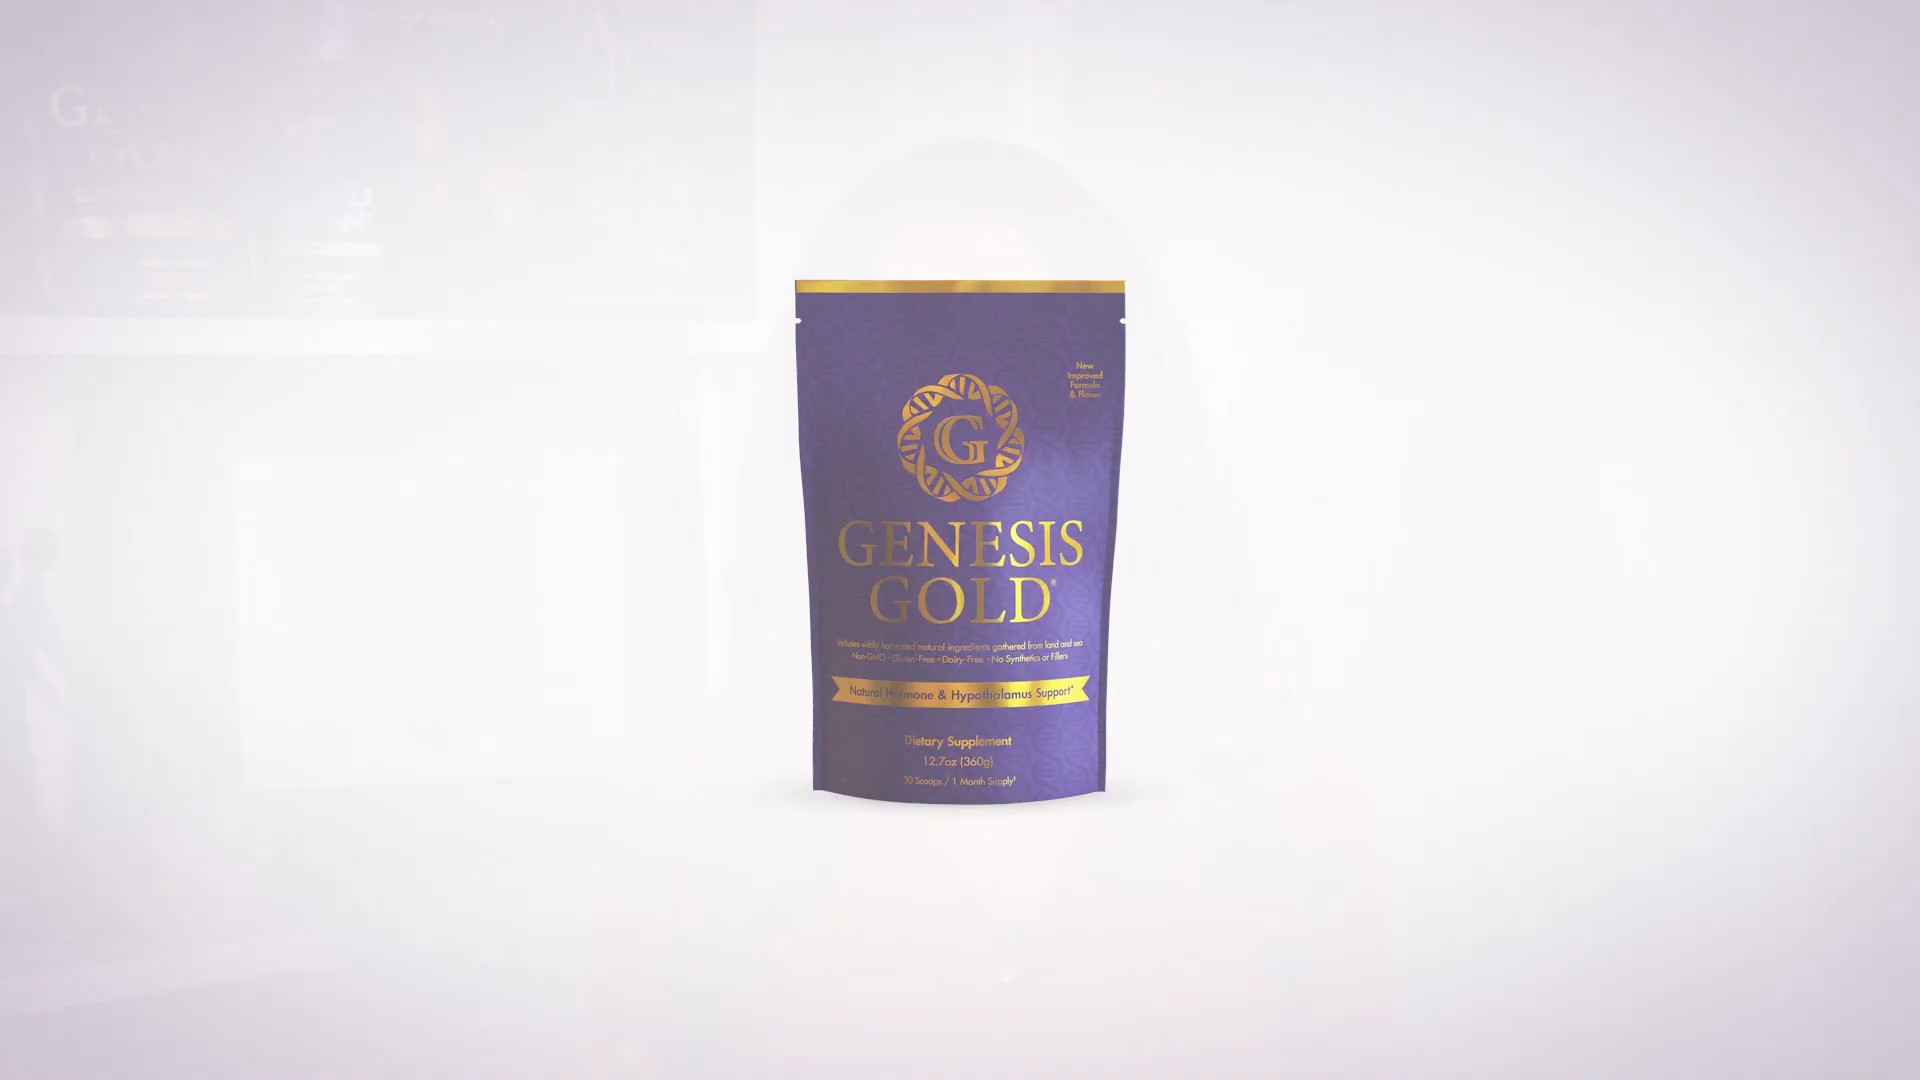 New
Improved
Formula
& Flavor
G
GENESIS
GOLD®
Includes wildly harvested natural ingredients gathered from land and sea
Non-GMO • Gluten-Free • Dairy-Free • No Synthetics or Fillers
Natural Hormone & Hypothalamus Support*
Dietary Supplement
12.7oz (360g)
30 Scoops / 1 Month Supply†